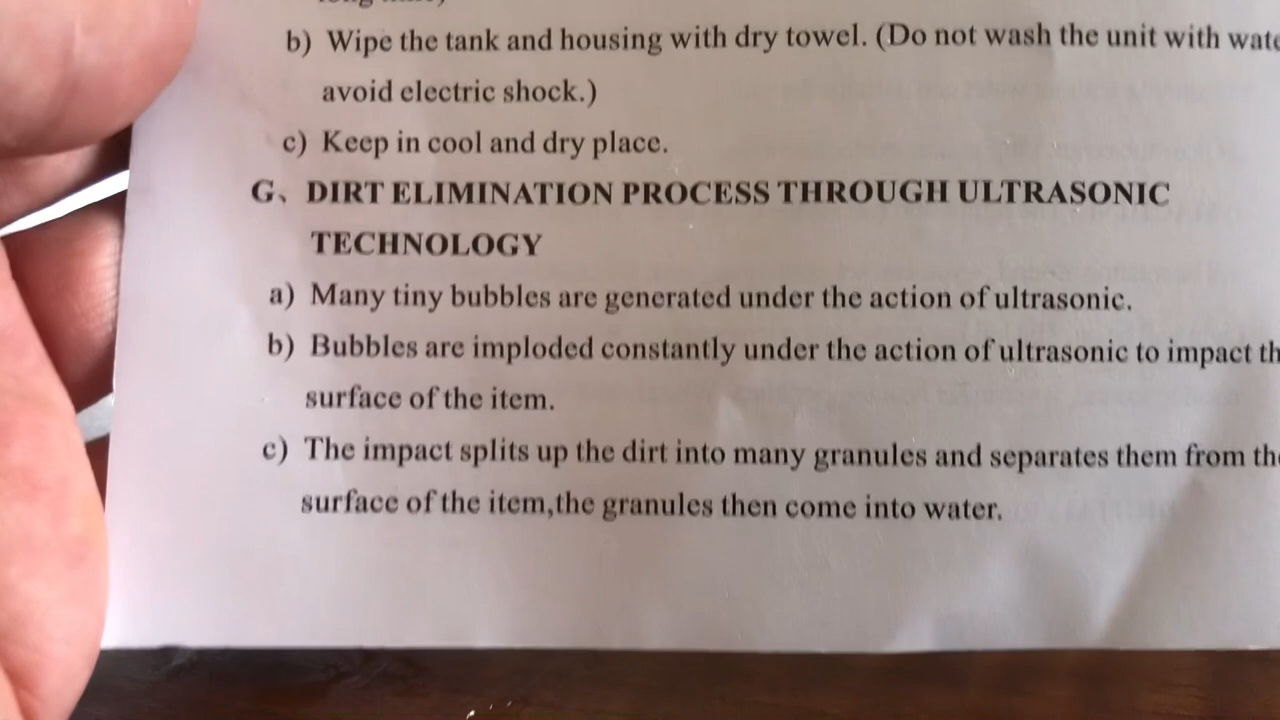 b) Wipe the tank and housing with dry towel. (Do not wash the unit with
avoid electric shock.)
c) Keep in cool and dry place.
G、DIRT ELIMINATION PROCESS THROUGH ULTRASONIC
TECHNOLOGY
a) Many tiny bubbles are generated under the action of ultrasonic.
b) Bubbles are imploded constantly under the action of ultrasonic to impact
surface of the item.
c) The impact splits up the dirt into many granules and separates them from
surface of the item,the granules then come into water.